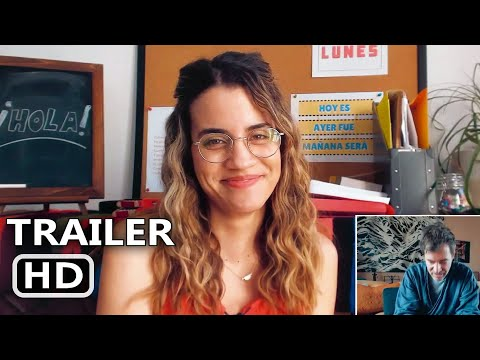 LUNES
HOY ES
AYER FUE
MAÑANA SERÁ
¡HOLA!
TRAILER
HD